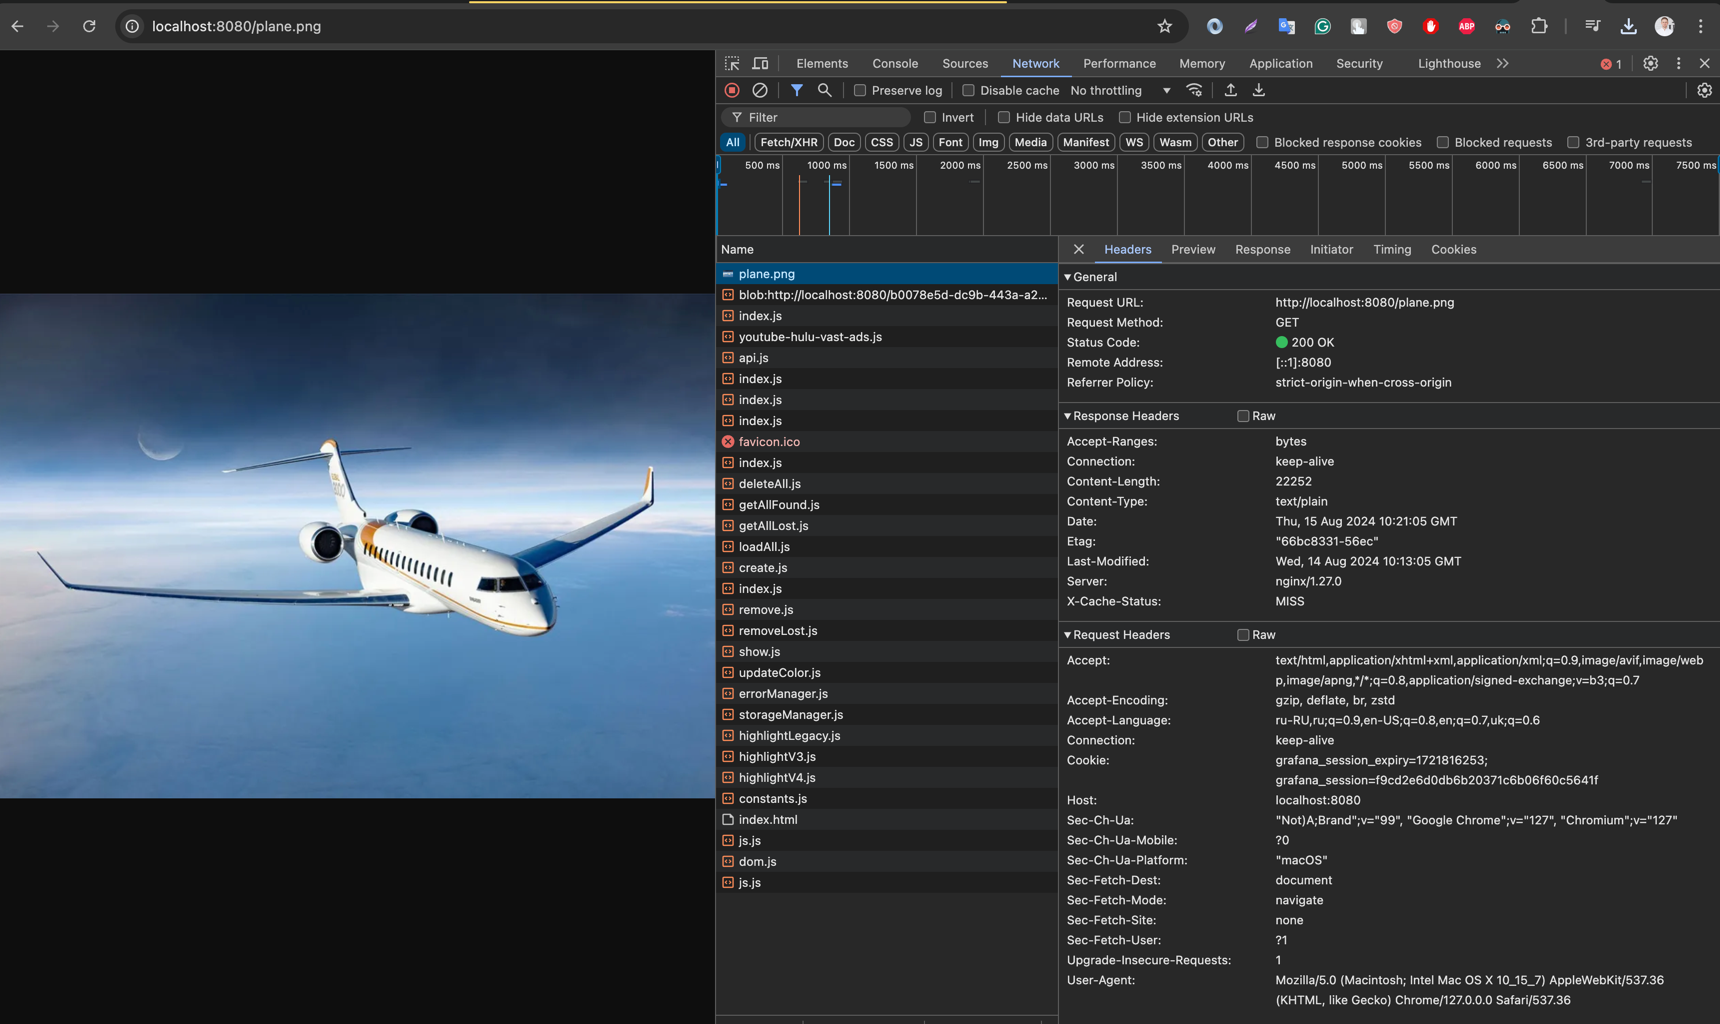 localhost:8080/plane.png
ABP
Elements Console Sources Network Performance Memory Application Security Lighthouse 1
Preserve log Disable cache No throttling
Filter Invert Hide data URLs Hide extension URLs
All Fetch/XHR Doc CSS JS Font Img Media Manifest WS Wasm Other Blocked response cookies Blocked requests 3rd-party requests
500 ms 1000 ms 1500 ms 2000 ms 2500 ms 3000 ms 3500 ms 4000 ms 4500 ms 5000 ms 5500 ms 6000 ms 6500 ms 7000 ms 7500 ms
Name
plane.png
blob:http://localhost:8080/b0078e5d-dc9b-443a-a2...
index.js
youtube-hulu-vast-ads.js
api.js
index.js
index.js
index.js
favicon.ico
index.js
deleteAll.js
getAllFound.js
getAllLost.js
loadAll.js
create.js
index.js
remove.js
removeLost.js
show.js
updateColor.js
errorManager.js
storageManager.js
highlightLegacy.js
highlightV3.js
highlightV4.js
constants.js
index.html
js.js
dom.js
js.js
Headers Preview Response Initiator Timing Cookies
General
Request URL: http://localhost:8080/plane.png
Request Method: GET
Status Code: 200 OK
Remote Address: [::1]:8080
Referrer Policy: strict-origin-when-cross-origin
Response Headers Raw
Accept-Ranges: bytes
Connection: keep-alive
Content-Length: 22252
Content-Type: text/plain
Date: Thu, 15 Aug 2024 10:21:05 GMT
Etag: "66bc8331-56ec"
Last-Modified: Wed, 14 Aug 2024 10:13:05 GMT
Server: nginx/1.27.0
X-Cache-Status: MISS
Request Headers Raw
Accept: text/html,application/xhtml+xml,application/xml;q=0.9,image/avif,image/web
p,image/apng,*/*;q=0.8,application/signed-exchange;v=b3;q=0.7
Accept-Encoding: gzip, deflate, br, zstd
Accept-Language: ru-RU,ru;q=0.9,en-US;q=0.8,en;q=0.7,uk;q=0.6
Connection: keep-alive
Cookie: grafana_session_expiry=1721816253;
grafana_session=f9cd2e6d0db6b20371c6b06f60c5641f
Host: localhost:8080
Sec-Ch-Ua: "Not)A;Brand";v="99", "Google Chrome";v="127", "Chromium";v="127"
Sec-Ch-Ua-Mobile: ?0
Sec-Ch-Ua-Platform: "macOS"
Sec-Fetch-Dest: document
Sec-Fetch-Mode: navigate
Sec-Fetch-Site: none
Sec-Fetch-User: ?1
Upgrade-Insecure-Requests: 1
User-Agent: Mozilla/5.0 (Macintosh; Intel Mac OS X 10_15_7) AppleWebKit/537.36
(KHTML, like Gecko) Chrome/127.0.0.0 Safari/537.36